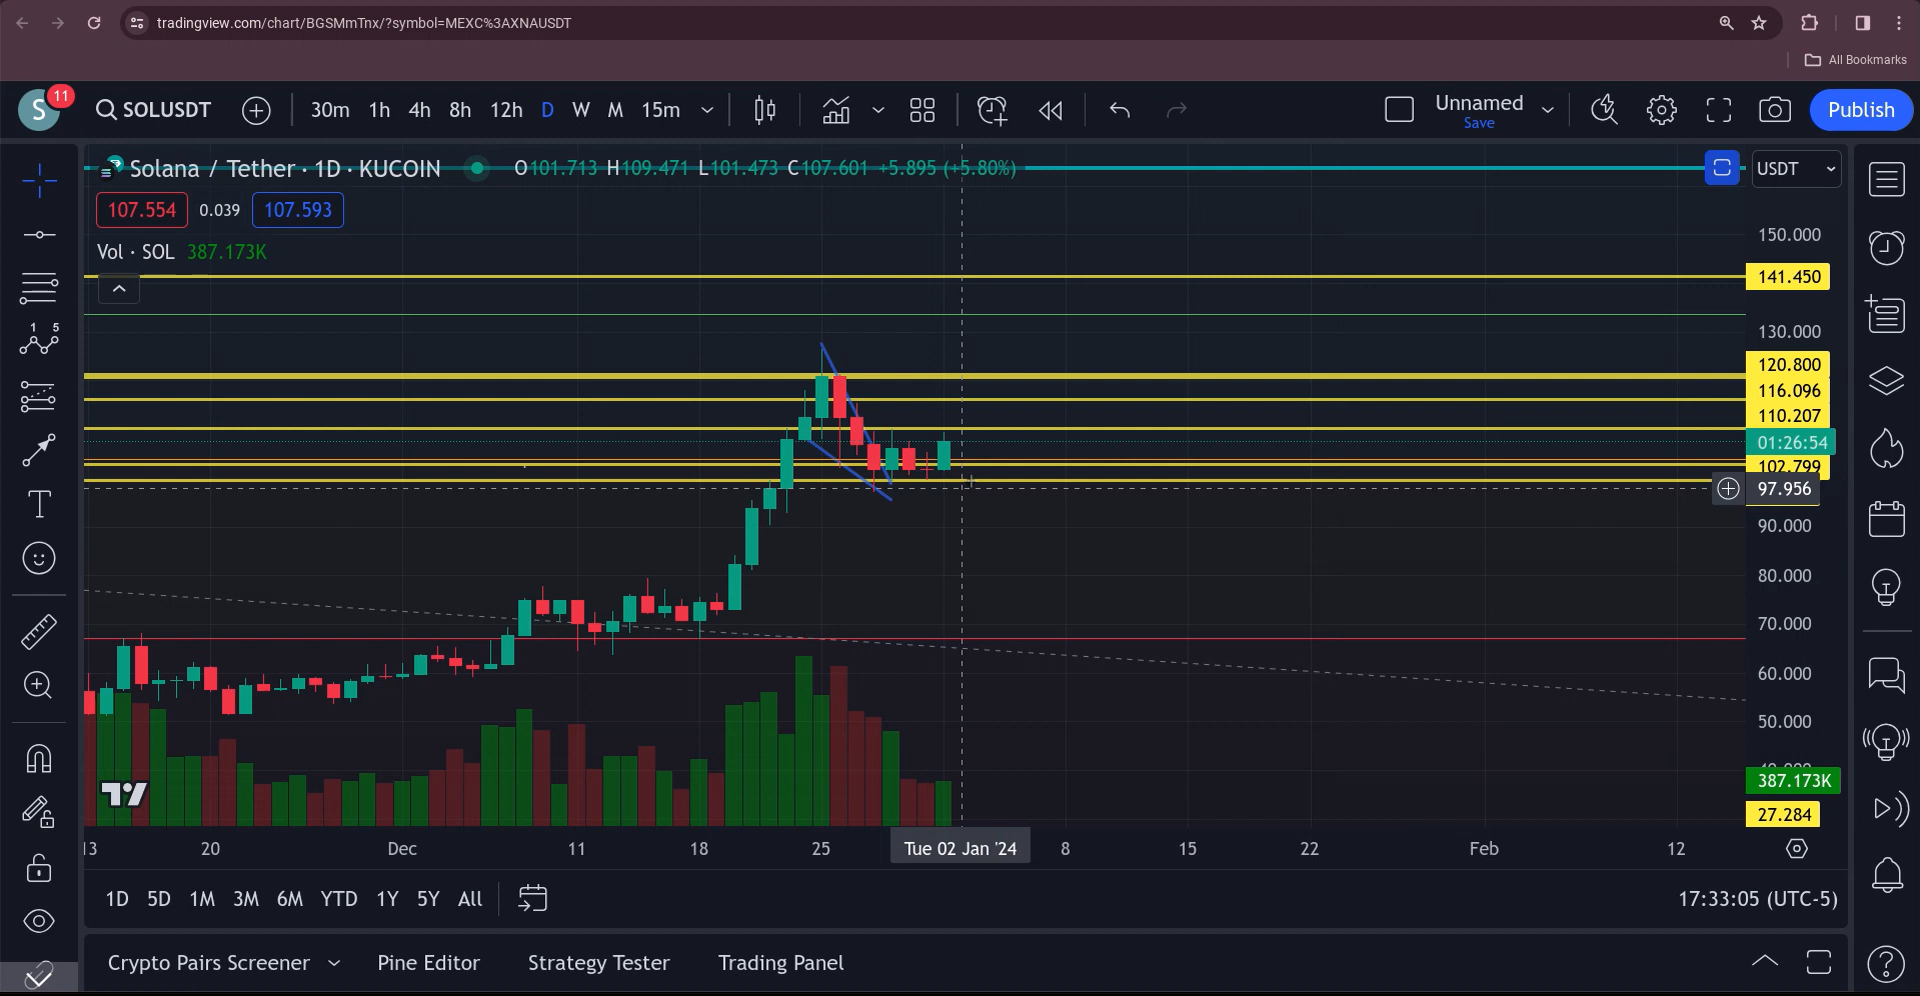 tradingview.com/chart/BGSMmTnx/?symbol=MEXC%3AXNAUSDT
All Bookmarks
S 11 SOLUSDT 30m 1h 4h 8h 12h D W M 15m Unnamed Save Publish
Solana / Tether · 1D · KUCOIN O101.713 H109.471 L101.473 C107.601 +5.895 (+5.80%) USDT
107.554 0.039 107.593
Vol · SOL 387.173K
150.000
141.450
130.000
120.800
116.096
110.207
01:26:54
102.799
97.956
90.000
80.000
70.000
60.000
50.000
387.173K
27.284
13 20 Dec 11 18 25 Tue 02 Jan '24 8 15 22 Feb 12
1D 5D 1M 3M 6M YTD 1Y 5Y All 17:33:05 (UTC-5)
Crypto Pairs Screener Pine Editor Strategy Tester Trading Panel